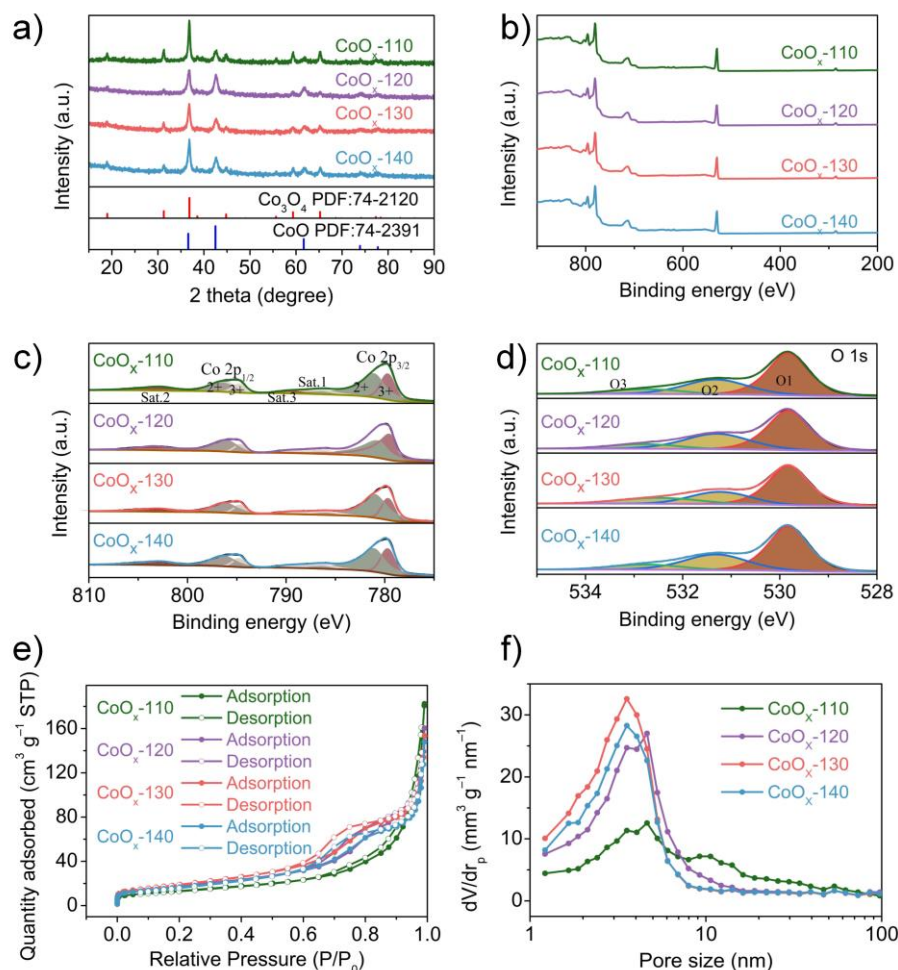 a)
CoOₓ-110
CoOₓ-120
CoOₓ-130
CoOₓ-140
Co₃O₄ PDF:74-2120
CoO PDF:74-2391
Intensity (a.u.)
20 30 40 50 60 70 80 90
2 theta (degree)
b)
CoOₓ-110
CoOₓ-120
CoOₓ-130
CoOₓ-140
Intensity (a.u.)
800 600 400 200
Binding energy (eV)
c)
CoOₓ-110
Co 2p₁/₂
Co 2p₃/₂
2+
3+
Sat.1
2+
3+
Sat.2
Sat.3
CoOₓ-120
CoOₓ-130
CoOₓ-140
Intensity (a.u.)
810 800 790 780
Binding energy (eV)
d)
O 1s
CoOₓ-110
O3
O2
O1
CoOₓ-120
CoOₓ-130
CoOₓ-140
Intensity (a.u.)
534 532 530 528
Binding energy (eV)
e)
CoOₓ-110 Adsorption
Desorption
CoOₓ-120 Adsorption
Desorption
CoOₓ-130 Adsorption
Desorption
CoOₓ-140 Adsorption
Desorption
Quantity adsorbed (cm³ g⁻¹ STP)
160
120
80
40
0
0.0 0.2 0.4 0.6 0.8 1.0
Relative Pressure (P/P₀)
f)
CoOₓ-110
CoOₓ-120
CoOₓ-130
CoOₓ-140
dV/drₚ (mm³ g⁻¹ nm⁻¹)
30
20
10
0
1 10 100
Pore size (nm)